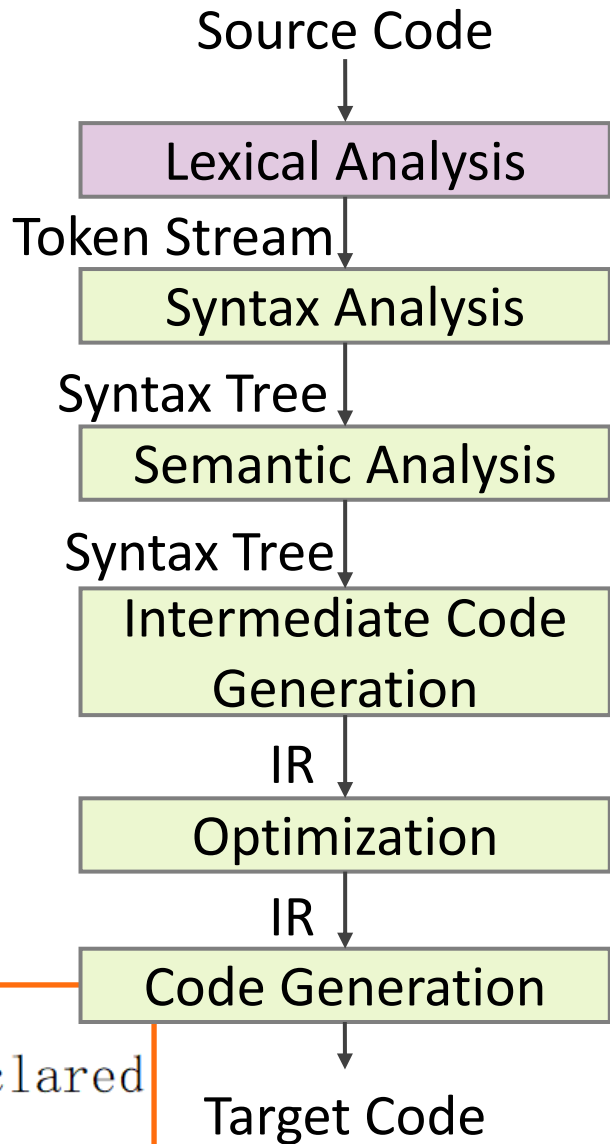 Source Code
Lexical Analysis
Token Stream
Syntax Analysis
Syntax Tree
Semantic Analysis
Syntax Tree
Intermediate Code
Generation
IR
Optimization
IR
Code Generation
clared
Target Code